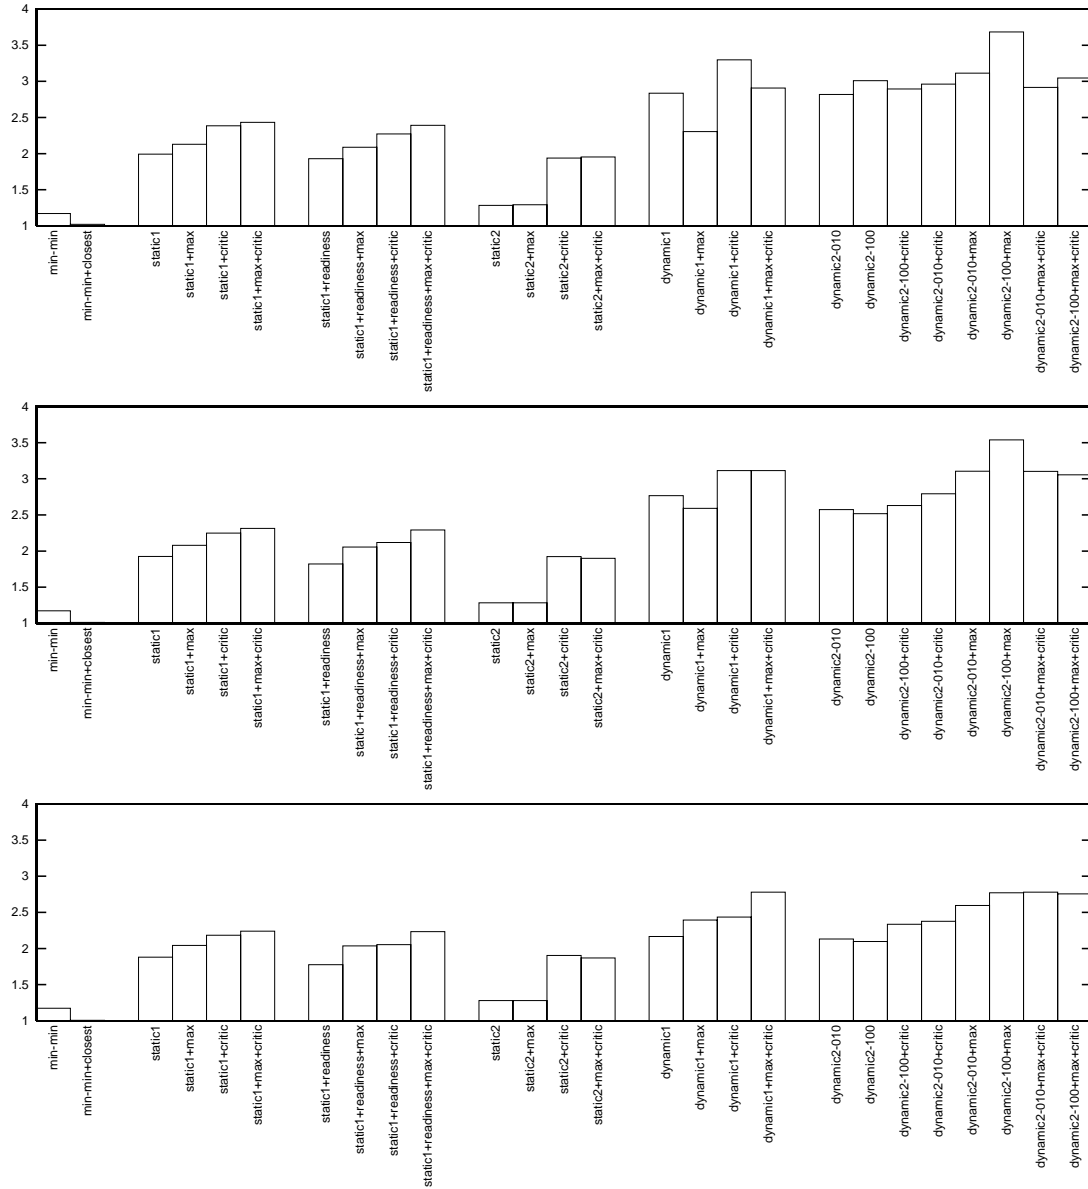 4
3.5
3
2.5
2
1.5
1
min-min
min-min+closest
static1
static1+max
static1+critic
static1+max+critic
static1+readiness
static1+readiness+max
static1+readiness+critic
static1+readiness+max+critic
static2
static2+max
static2+critic
static2+max+critic
dynamic1
dynamic1+max
dynamic1+critic
dynamic1+max+critic
dynamic2-010
dynamic2-100
dynamic2-100+critic
dynamic2-010+critic
dynamic2-010+max
dynamic2-100+max
dynamic2-010+max+critic
dynamic2-100+max+critic
4
3.5
3
2.5
2
1.5
1
min-min
min-min+closest
static1
static1+max
static1+critic
static1+max+critic
static1+readiness
static1+readiness+max
static1+readiness+critic
static1+readiness+max+critic
static2
static2+max
static2+critic
static2+max+critic
dynamic1
dynamic1+max
dynamic1+critic
dynamic1+max+critic
dynamic2-010
dynamic2-100
dynamic2-100+critic
dynamic2-010+critic
dynamic2-010+max
dynamic2-100+max
dynamic2-010+max+critic
dynamic2-100+max+critic
4
3.5
3
2.5
2
1.5
1
min-min
min-min+closest
static1
static1+max
static1+critic
static1+max+critic
static1+readiness
static1+readiness+max
static1+readiness+critic
static1+readiness+max+critic
static2
static2+max
static2+critic
static2+max+critic
dynamic1
dynamic1+max
dynamic1+critic
dynamic1+max+critic
dynamic2-010
dynamic2-100
dynamic2-100+critic
dynamic2-010+critic
dynamic2-010+max
dynamic2-100+max
dynamic2-010+max+critic
dynamic2-100+max+critic